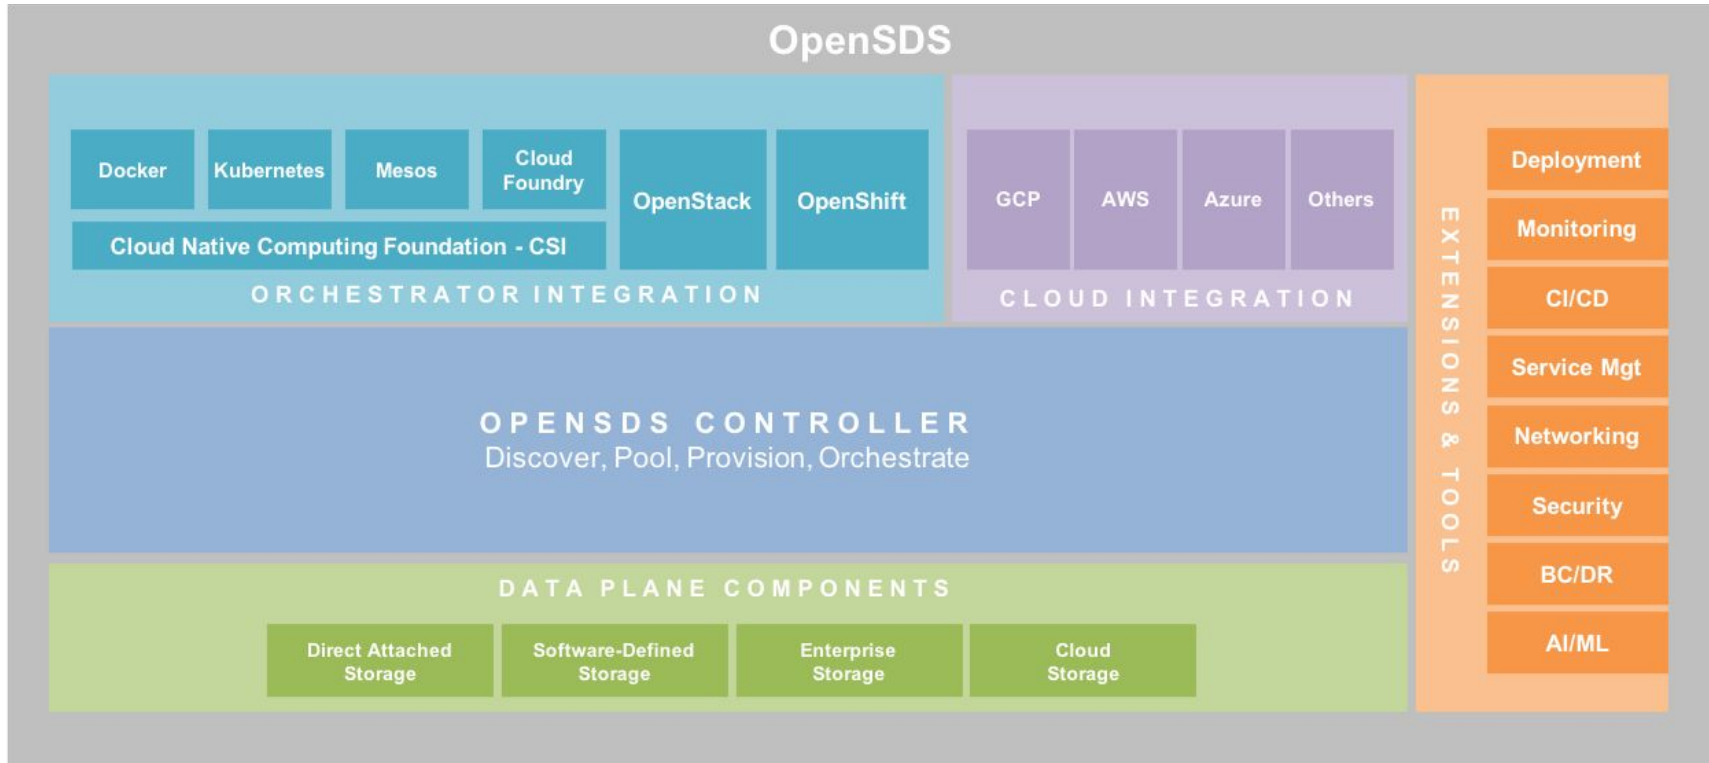 OpenSDS
Docker
Kubernetes
Mesos
Cloud
Foundry
OpenStack
OpenShift
Cloud Native Computing Foundation - CSI
ORCHESTRATOR INTEGRATION
GCP
AWS
Azure
Others
CLOUD INTEGRATION
OPENSDS CONTROLLER
Discover, Pool, Provision, Orchestrate
DATA PLANE COMPONENTS
Direct Attached
Storage
Software-Defined
Storage
Enterprise
Storage
Cloud
Storage
EXTENSIONS & TOOLS
Deployment
Monitoring
CI/CD
Service Mgt
Networking
Security
BC/DR
AI/ML